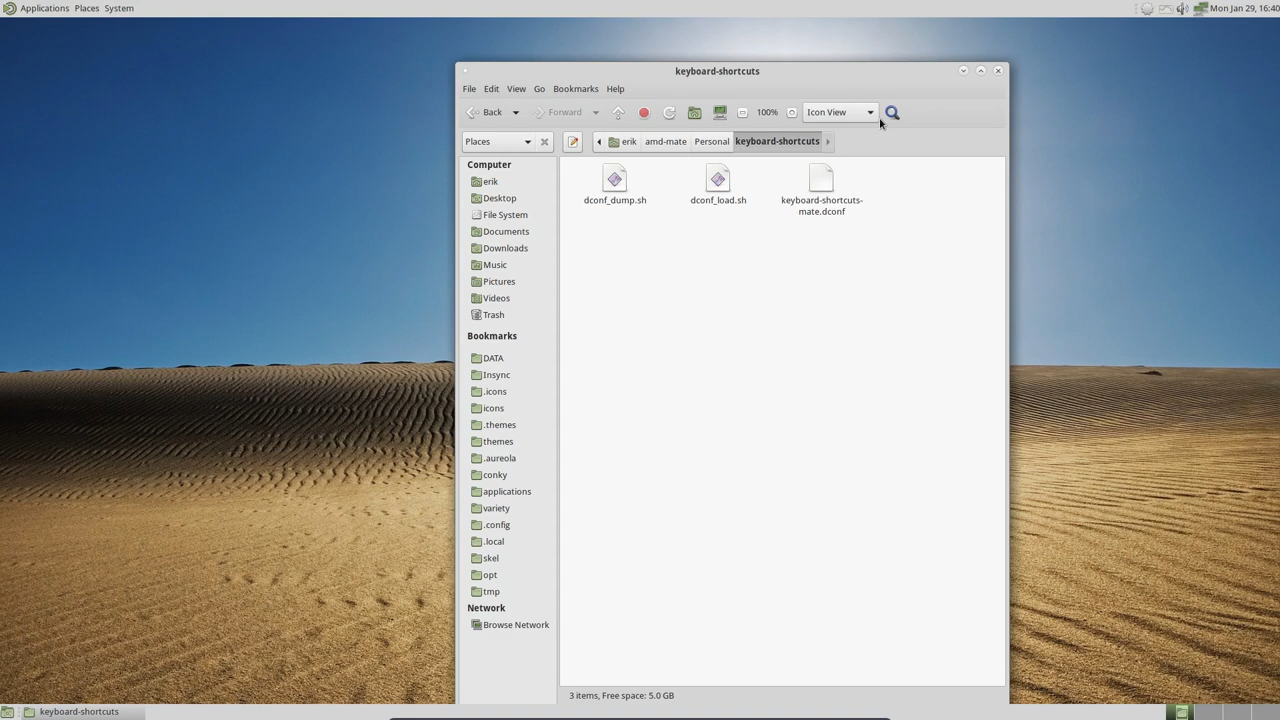 Applications Places System
Mon Jan 29, 16:40
keyboard-shortcuts
File Edit View Go Bookmarks Help
Back Forward 100% Icon View
Places erik amd-mate Personal keyboard-shortcuts
Computer
erik
Desktop
File System
Documents
Downloads
Music
Pictures
Videos
Trash
Bookmarks
DATA
Insync
.icons
icons
.themes
themes
.aureola
conky
applications
variety
.config
.local
skel
opt
tmp
Network
Browse Network
dconf_dump.sh
dconf_load.sh
keyboard-shortcuts-
mate.dconf
3 items, Free space: 5.0 GB
keyboard-shortcuts